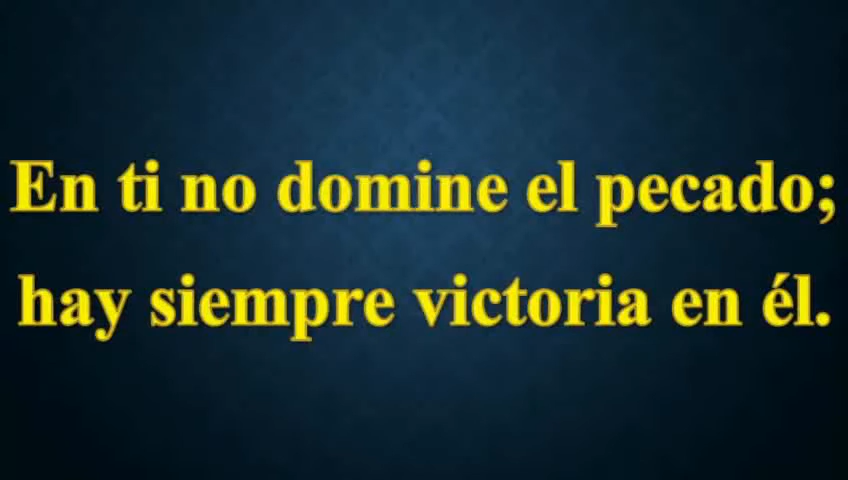 En ti no domine el pecado;
hay siempre victoria en él.